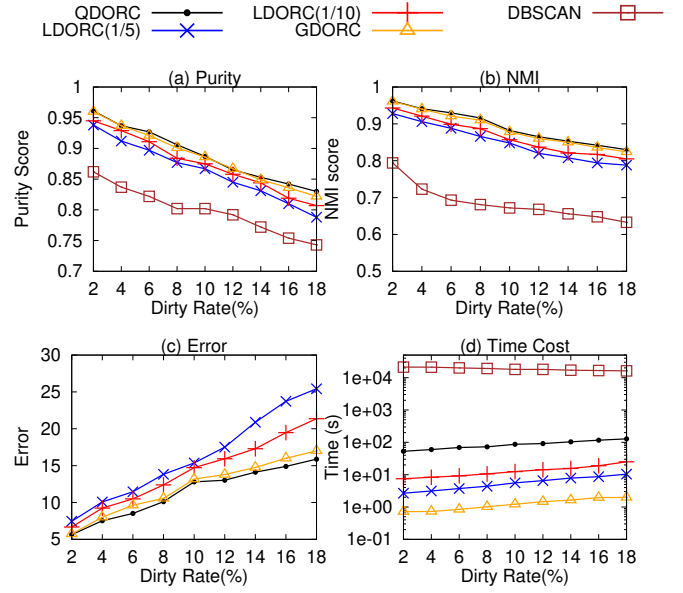 QDORC LDORC(1/10) DBSCAN
LDORC(1/5) GDORC
(a) Purity
1
0.95
0.9
0.85
0.8
0.75
0.7
Purity Score
2 4 6 8 10 12 14 16 18
Dirty Rate(%)
(b) NMI
1
0.9
0.8
0.7
0.6
0.5
NMI score
2 4 6 8 10 12 14 16 18
Dirty Rate(%)
(c) Error
30
25
20
15
10
5
Error
2 4 6 8 10 12 14 16 18
Dirty Rate(%)
(d) Time Cost
1e+04
1e+03
1e+02
1e+01
1e+00
1e-01
Time (s)
2 4 6 8 10 12 14 16 18
Dirty Rate(%)